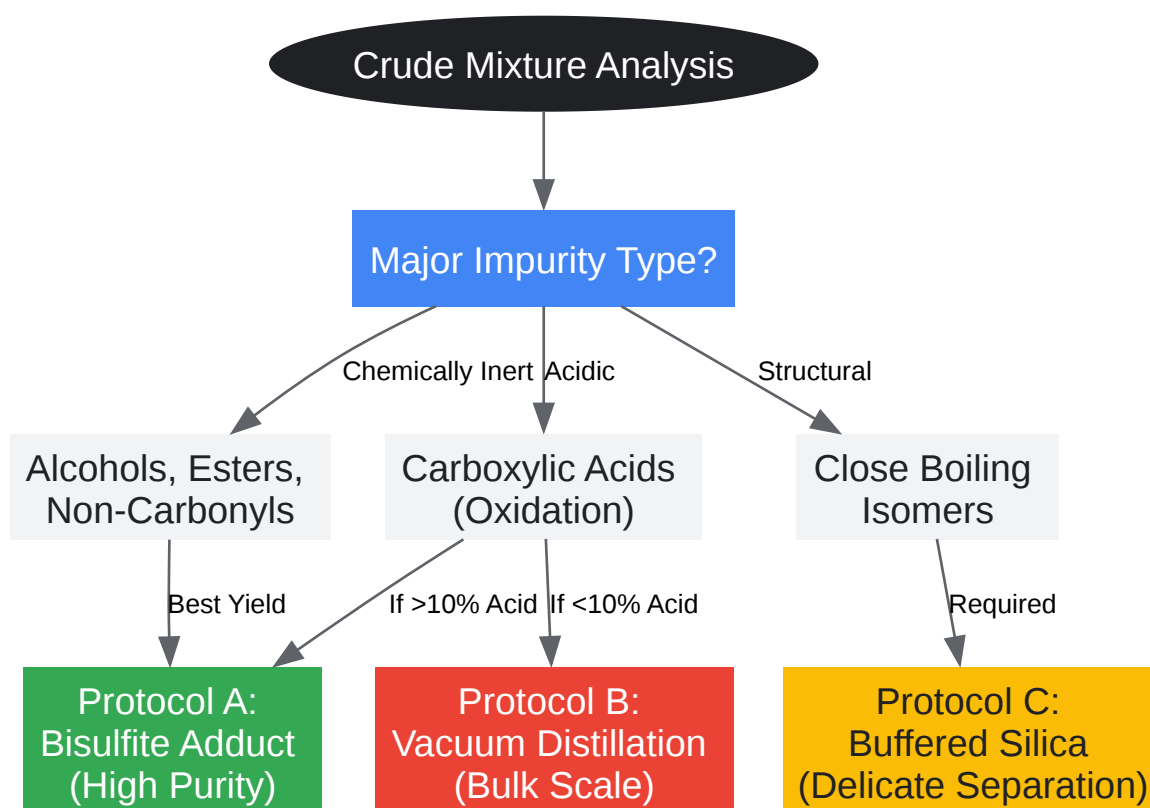 Crude Mixture Analysis
Major Impurity Type?
Chemically Inert
Acidic
Structural
Alcohols, Esters,
Non-Carbonyls
Carboxylic Acids
(Oxidation)
Close Boiling
Isomers
Best Yield
If >10% Acid
If <10% Acid
Required
Protocol A:
Bisulfite Adduct
(High Purity)
Protocol B:
Vacuum Distillation
(Bulk Scale)
Protocol C:
Buffered Silica
(Delicate Separation)